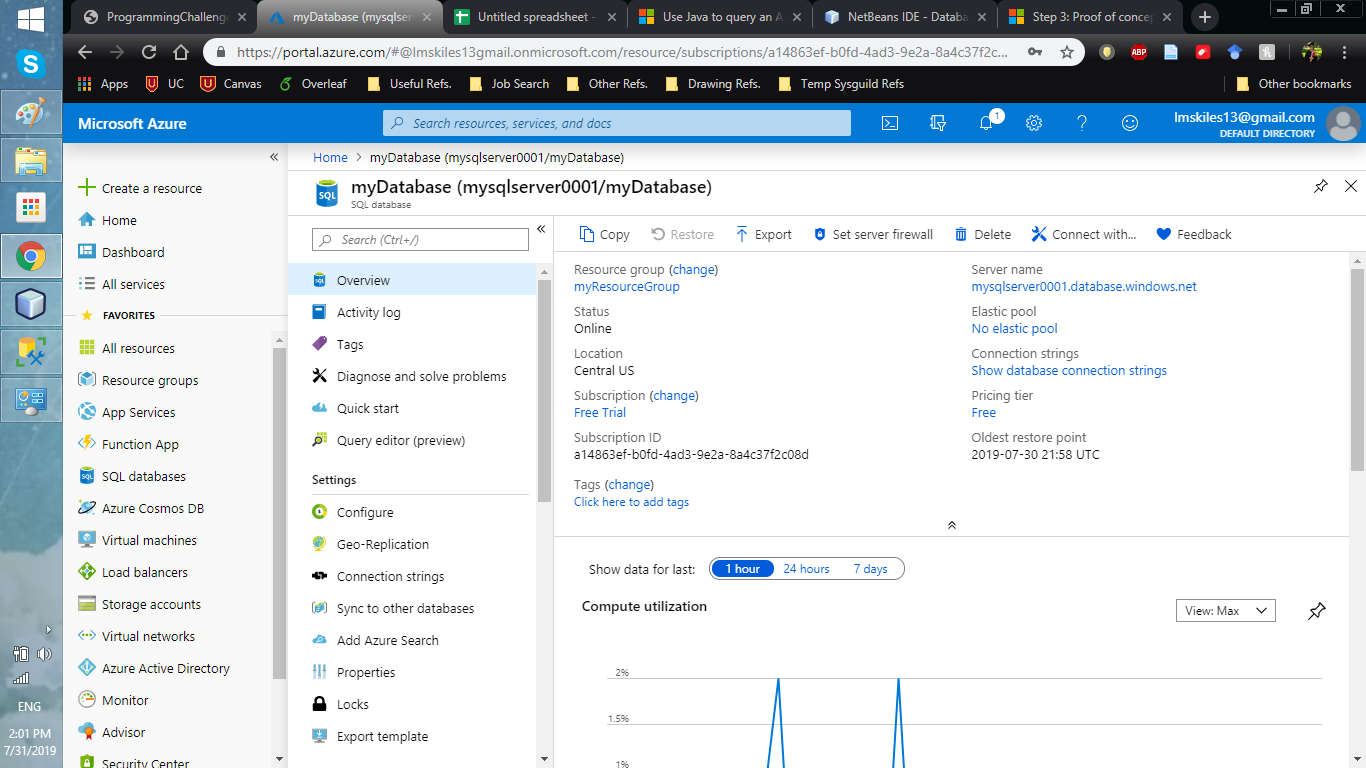 ProgrammingChallenge
myDatabase (mysqlser
Untitled spreadsheet -
Use Java to query an A
NetBeans IDE - Databa
Step 3: Proof of concep
https://portal.azure.com/#@lmskiles13gmail.onmicrosoft.com/resource/subscriptions/a14863ef-b0fd-4ad3-9e2a-8a4c37f2c...
ABP
Apps
UC
Canvas
Overleaf
Useful Refs.
Job Search
Other Refs.
Drawing Refs.
Temp Sysguild Refs
Other bookmarks
Microsoft Azure
Search resources, services, and docs
1
lmskiles13@gmail.com
DEFAULT DIRECTORY
Create a resource
Home
Dashboard
All services
FAVORITES
All resources
Resource groups
App Services
Function App
SQL databases
Azure Cosmos DB
Virtual machines
Load balancers
Storage accounts
Virtual networks
Azure Active Directory
Monitor
Advisor
Security Center
Home > myDatabase (mysqlserver0001/myDatabase)
SQL
myDatabase (mysqlserver0001/myDatabase)
SQL database
Search (Ctrl+/)
Overview
Activity log
Tags
Diagnose and solve problems
Quick start
Query editor (preview)
Settings
Configure
Geo-Replication
Connection strings
Sync to other databases
Add Azure Search
Properties
Locks
Export template
Copy
Restore
Export
Set server firewall
Delete
Connect with...
Feedback
Resource group (change)
myResourceGroup
Status
Online
Location
Central US
Subscription (change)
Free Trial
Subscription ID
a14863ef-b0fd-4ad3-9e2a-8a4c37f2c08d
Tags (change)
Click here to add tags
Server name
mysqlserver0001.database.windows.net
Elastic pool
No elastic pool
Connection strings
Show database connection strings
Pricing tier
Free
Oldest restore point
2019-07-30 21:58 UTC
Show data for last:
1 hour
24 hours
7 days
Compute utilization
View: Max
2%
1.5%
1%
ENG
2:01 PM
7/31/2019